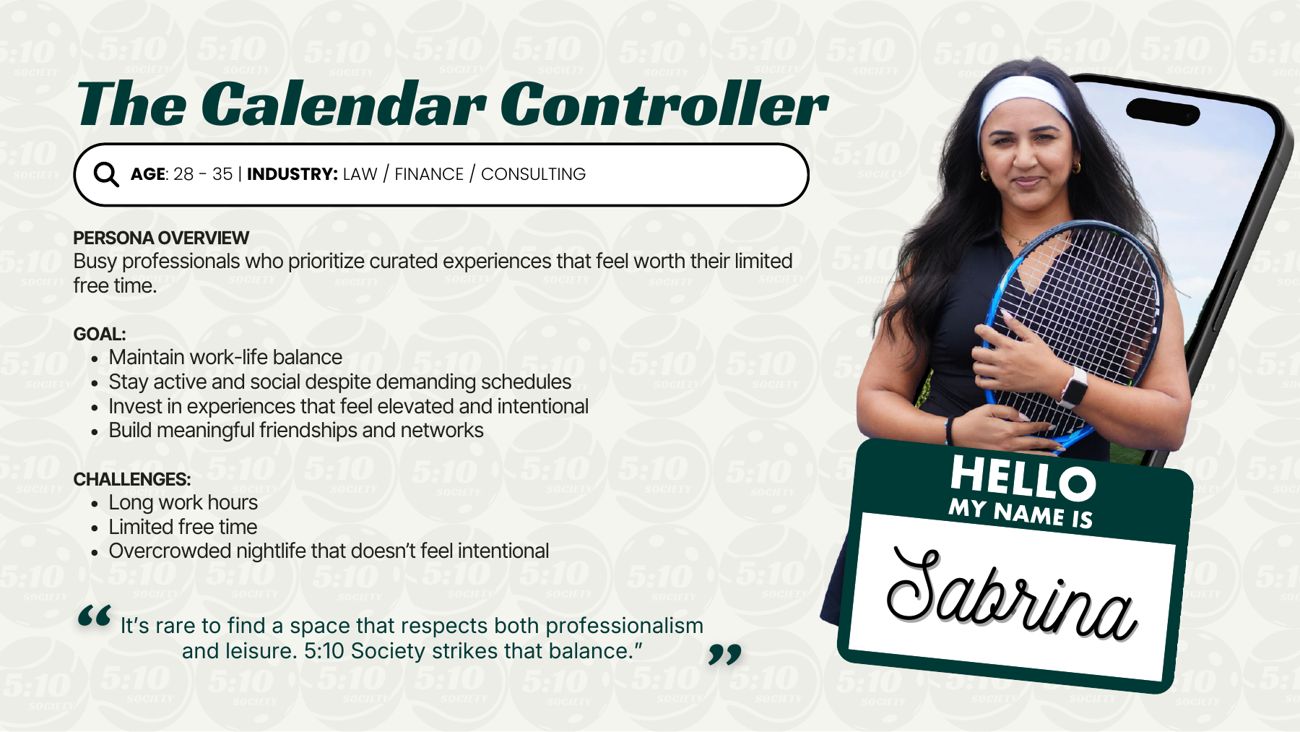 The Calendar Controller
AGE: 28 - 35 | INDUSTRY: LAW / FINANCE / CONSULTING
PERSONA OVERVIEW
Busy professionals who prioritize curated experiences that feel worth their limited
free time.
GOAL:
• Maintain work-life balance
• Stay active and social despite demanding schedules
• Invest in experiences that feel elevated and intentional
• Build meaningful friendships and networks
CHALLENGES:
• Long work hours
• Limited free time
• Overcrowded nightlife that doesn’t feel intentional
“ It’s rare to find a space that respects both professionalism
and leisure. 5:10 Society strikes that balance.” ”
HELLO
MY NAME IS
Sabrina
5:10
SOCIETY